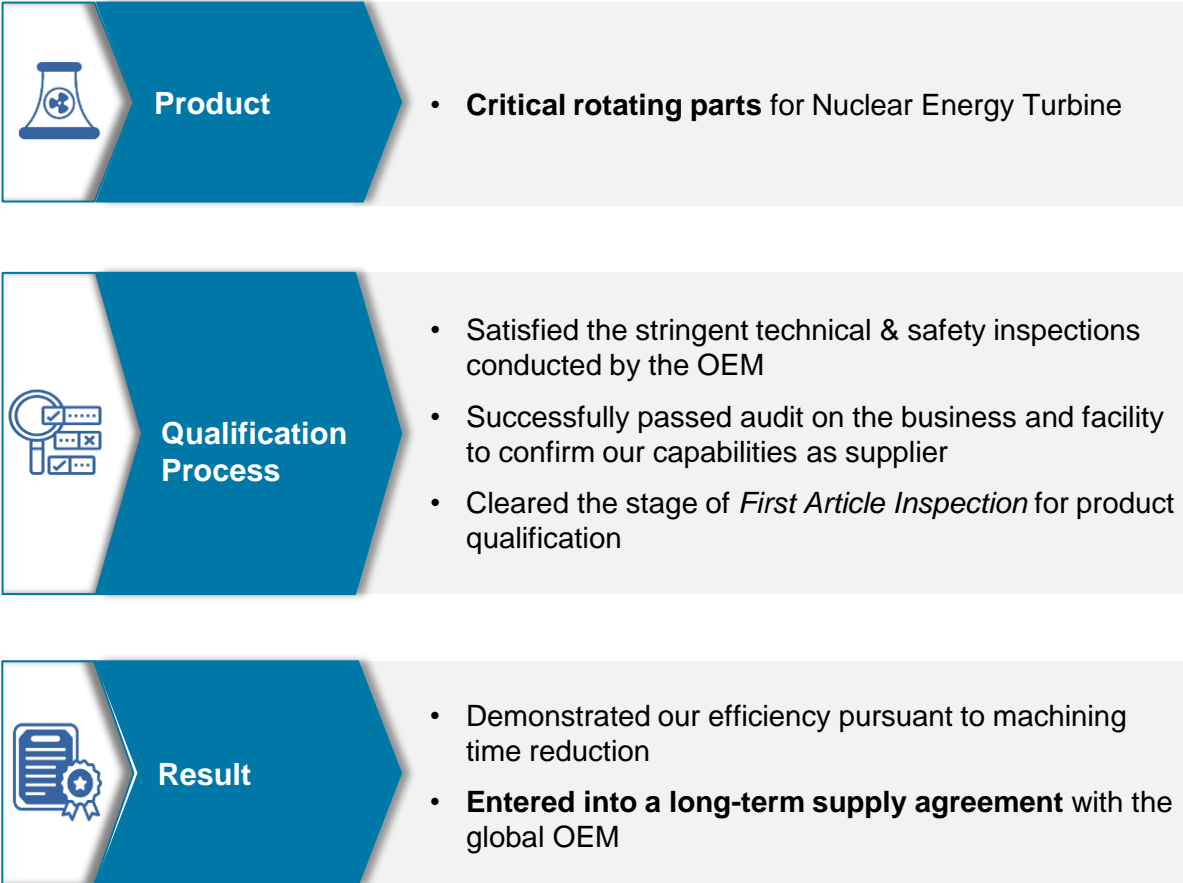 Product
• Critical rotating parts for Nuclear Energy Turbine
Qualification
Process
• Satisfied the stringent technical & safety inspections
conducted by the OEM
• Successfully passed audit on the business and facility
to confirm our capabilities as supplier
• Cleared the stage of First Article Inspection for product
qualification
Result
• Demonstrated our efficiency pursuant to machining
time reduction
• Entered into a long-term supply agreement with the
global OEM